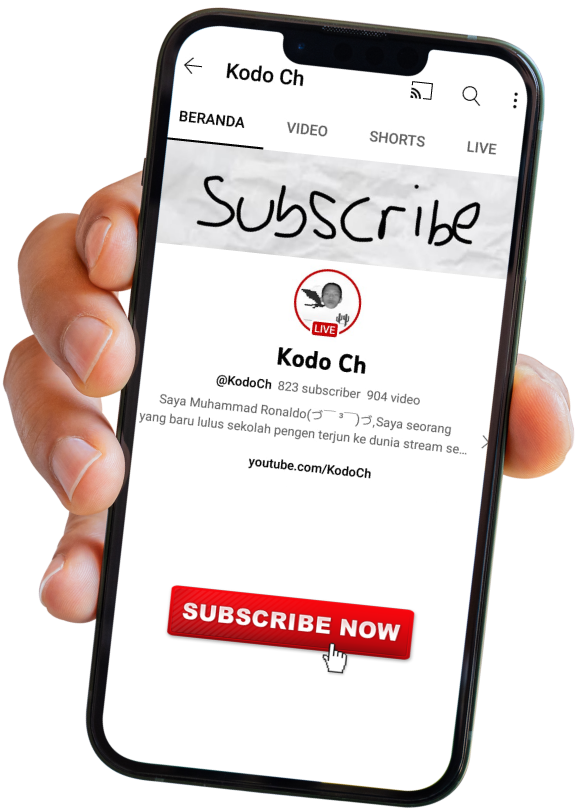 Kodo Ch
BERANDA VIDEO SHORTS LIVE
Subscribe
LIVE
Kodo Ch
@KodoCh 823 subscriber 904 video
Saya Muhammad Ronaldo(づ￣ ³￣)づ,Saya seorang
yang baru lulus sekolah pengen terjun ke dunia stream se...
youtube.com/KodoCh
SUBSCRIBE NOW